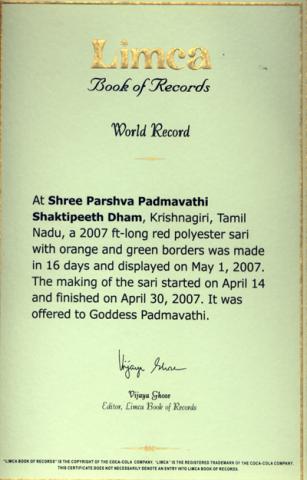 Limca
Book of Records
World Record
At Shree Parshva Padmavathi
Shaktipeeth Dham, Krishnagiri, Tamil
Nadu, a 2007 ft-long red polyester sari
with orange and green borders was made
in 16 days and displayed on May 1, 2007.
The making of the sari started on April 14
and finished on April 30, 2007. It was
offered to Goddess Padmavathi.
Vijaya Ghose
Vijaya Ghose
Editor, Limca Book of Records
"LIMCA BOOK OF RECORDS" IS THE COPYRIGHT OF THE COCA-COLA COMPANY. "LIMCA" IS THE REGISTERED TRADEMARK OF THE COCA-COLA COMPANY.
THIS CERTIFICATE DOES NOT NECESSARILY DENOTE AN ENTRY INTO LIMCA BOOK OF RECORDS.